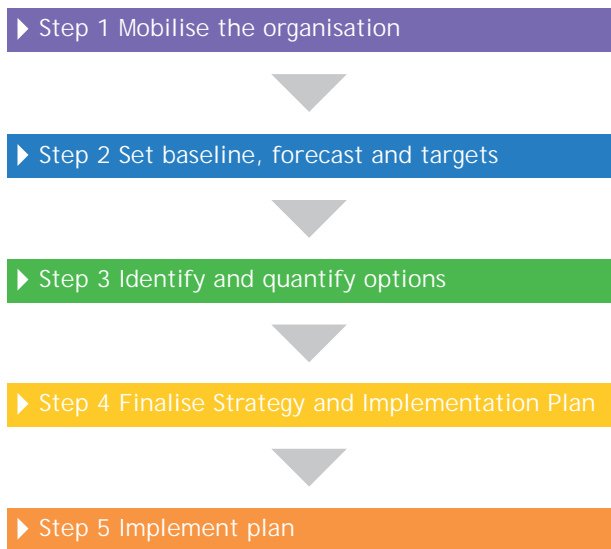 Step 1 Mobilise the organisation
Step 2 Set baseline, forecast and targets
Step 3 Identify and quantify options
Step 4 Finalise Strategy and Implementation Plan
Step 5 Implement plan